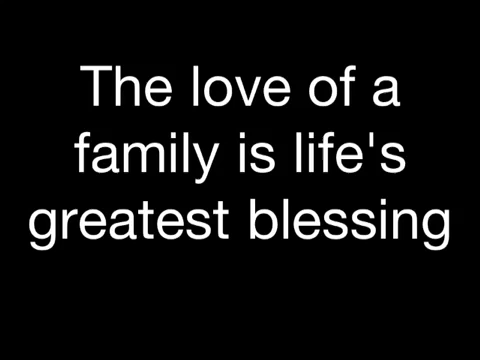 The love of a
family is life's
greatest blessing